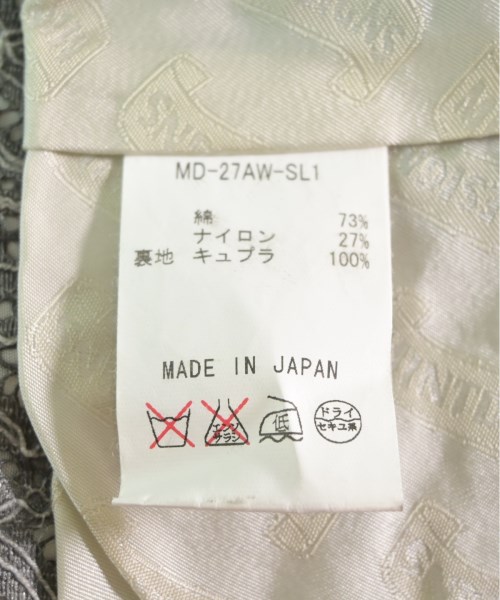 MD-27AW-SL1
綿 73%
ナイロン 27%
裏地 キュプラ 100%
MADE IN JAPAN
エンソ
サラシ
低
ドライ
セキユ系